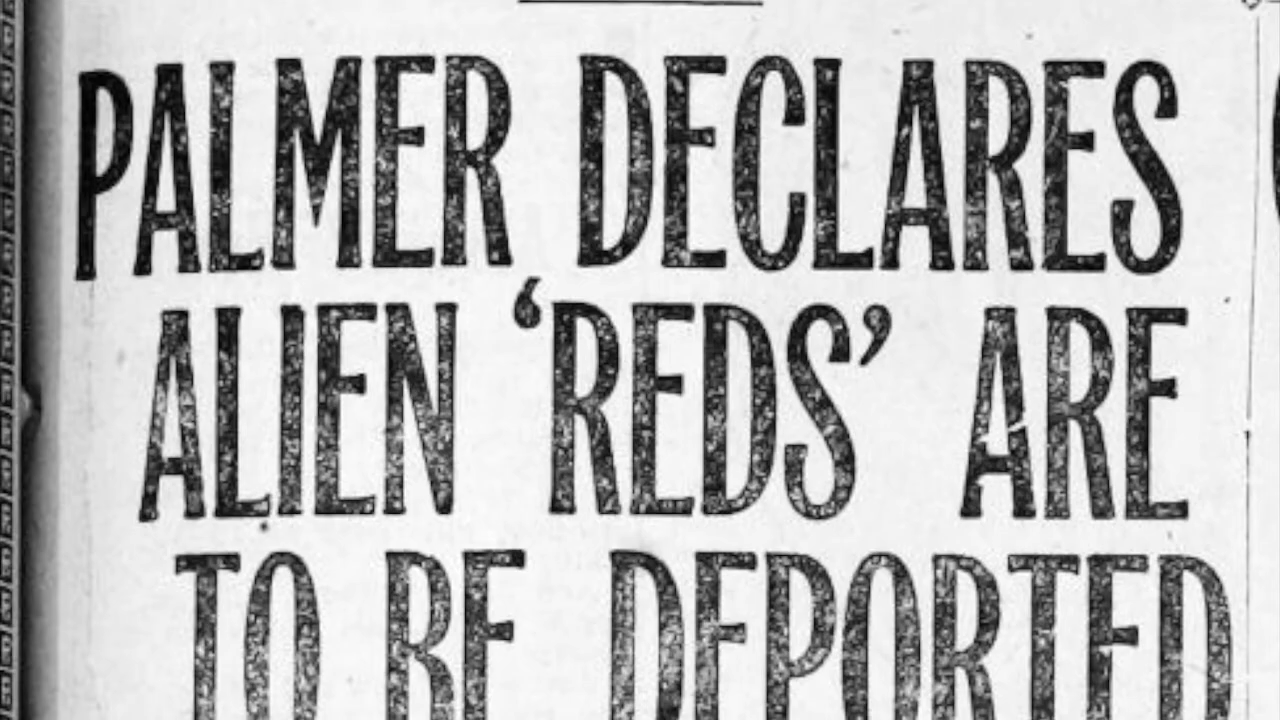 PALMER DECLARES
ALIEN ‘REDS’ ARE
TO BE DEPORTED